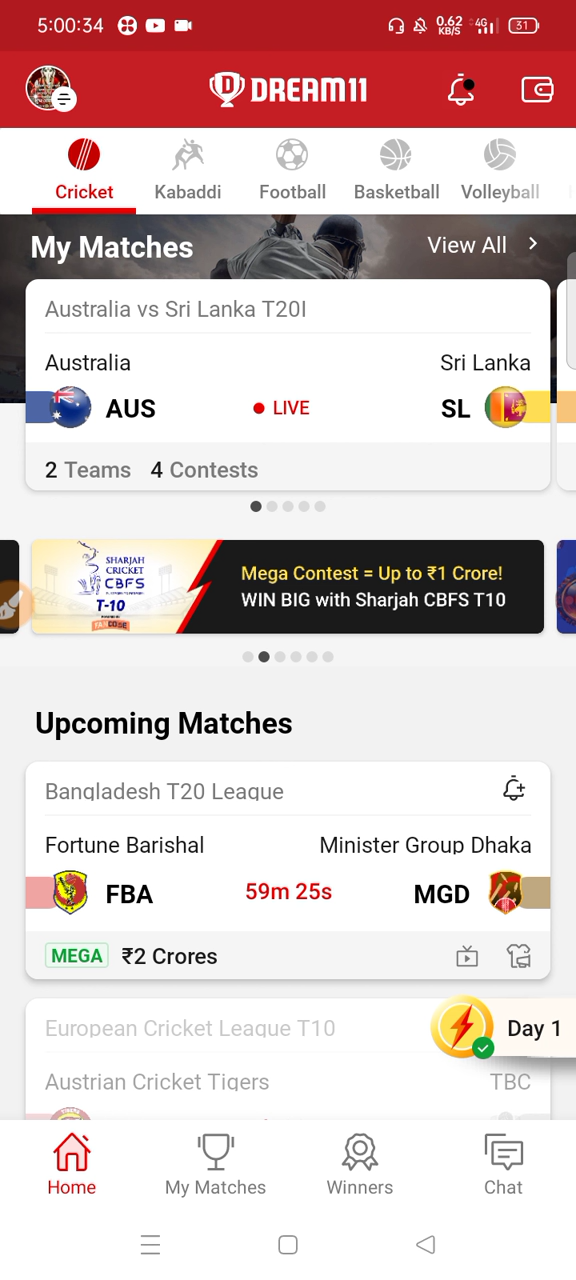 5:00:34 0.62 KB/S 4G 31
DREAM11
Cricket Kabaddi Football Basketball Volleyball
My Matches View All
Australia vs Sri Lanka T20I
Australia Sri Lanka
AUS LIVE SL
2 Teams 4 Contests
SHARJAH
CRICKET
CBFS
T-10
FANCODE
Mega Contest = Up to ₹1 Crore!
WIN BIG with Sharjah CBFS T10
Upcoming Matches
Bangladesh T20 League
Fortune Barishal Minister Group Dhaka
FBA 59m 25s MGD
MEGA ₹2 Crores
European Cricket League T10
Day 1
Austrian Cricket Tigers TBC
Home My Matches Winners Chat